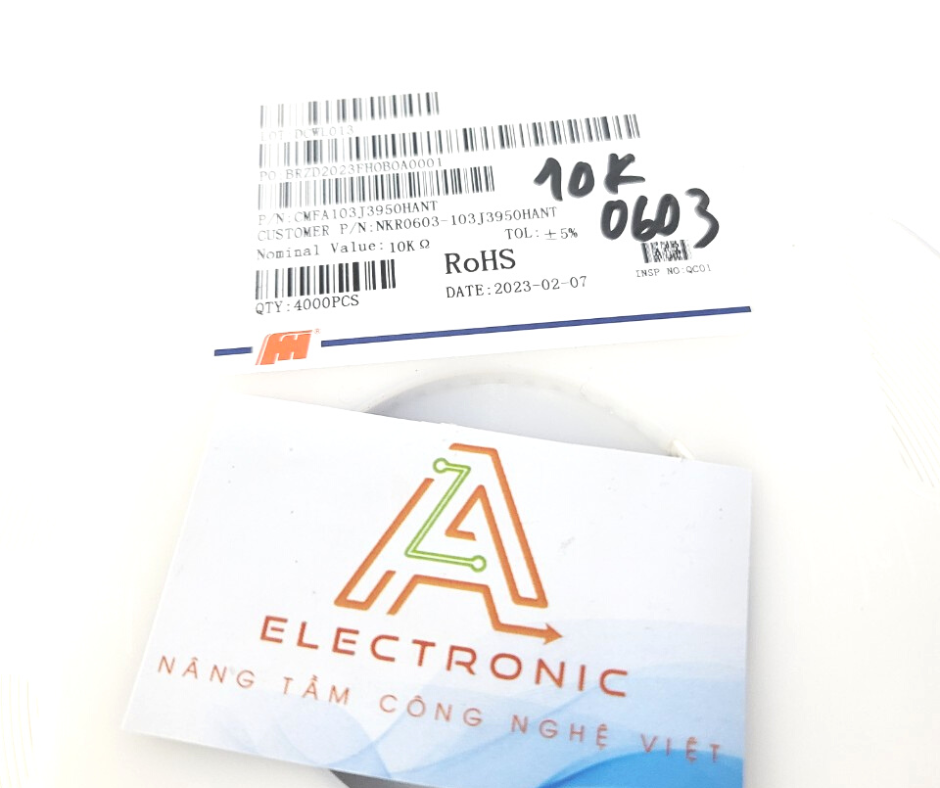 LOT DCWL013
PO BRZD2023FHOB0A0001
P/N:CMFA103J3950HANT
CUSTOMER P/N:NKR0603-103J3950HANT
Nominal Value: 10KΩ TOL:±5%
QTY:4000PCS
RoHS
DATE:2023-02-07
10K
0603
INSP NO:QC01
ELECTRONIC
NÂNG TẦM CÔNG NGHỆ VIỆT